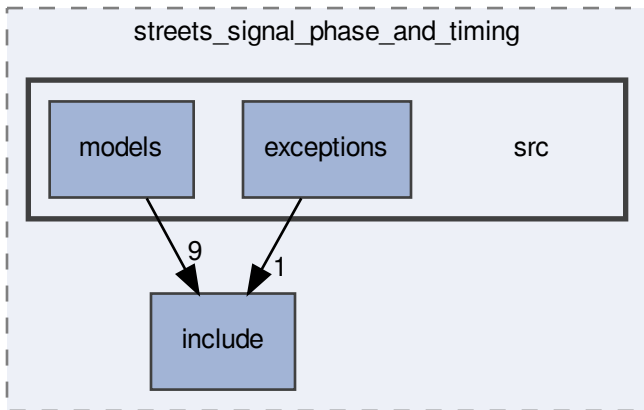 streets_signal_phase_and_timing
models
exceptions
src
9
1
include